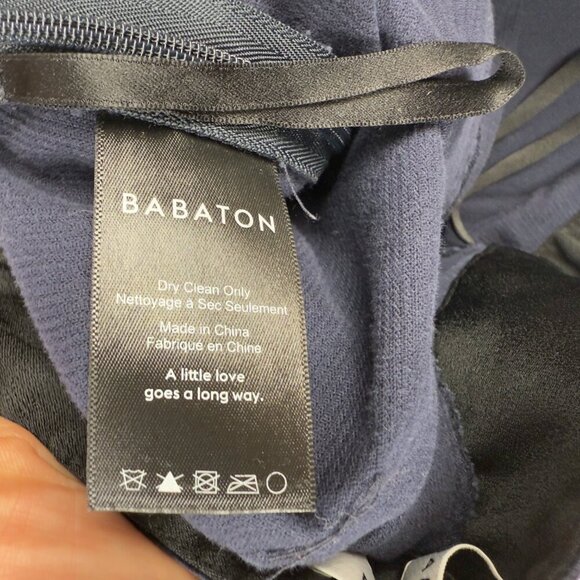 BABATON
Dry Clean Only
Nettoyage à Sec Seulement
Made in China
Fabriqué en Chine
A little love
goes a long way.